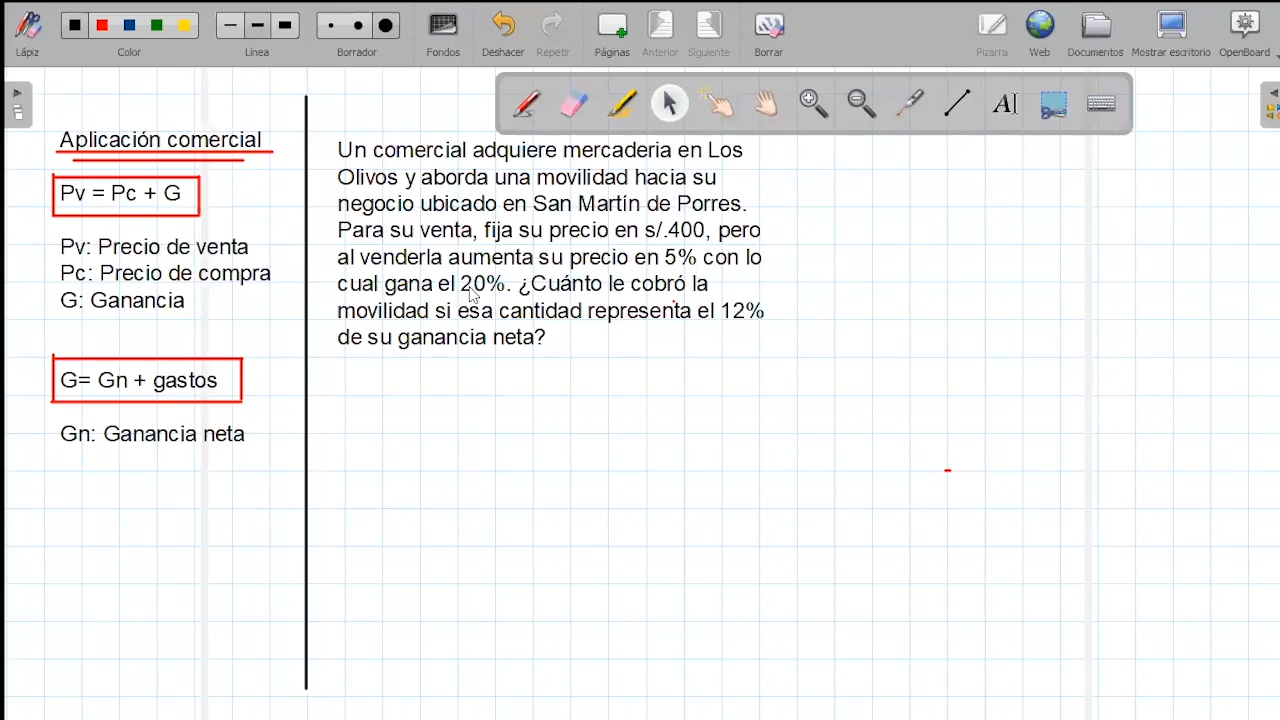 Lápiz
Color
Línea
Borrador
Fondos
Deshacer
Repetir
Páginas
Anterior
Siguiente
Borrar
Pizarra
Web
Documentos
Mostrar escritorio
OpenBoard
Aplicación comercial
Pv = Pc + G
Pv: Precio de venta
Pc: Precio de compra
G: Ganancia
G= Gn + gastos
Gn: Ganancia neta
Un comercial adquiere mercaderia en Los
Olivos y aborda una movilidad hacia su
negocio ubicado en San Martín de Porres.
Para su venta, fija su precio en s/.400, pero
al venderla aumenta su precio en 5% con lo
cual gana el 20%. ¿Cuánto le cobró la
movilidad si esa cantidad representa el 12%
de su ganancia neta?